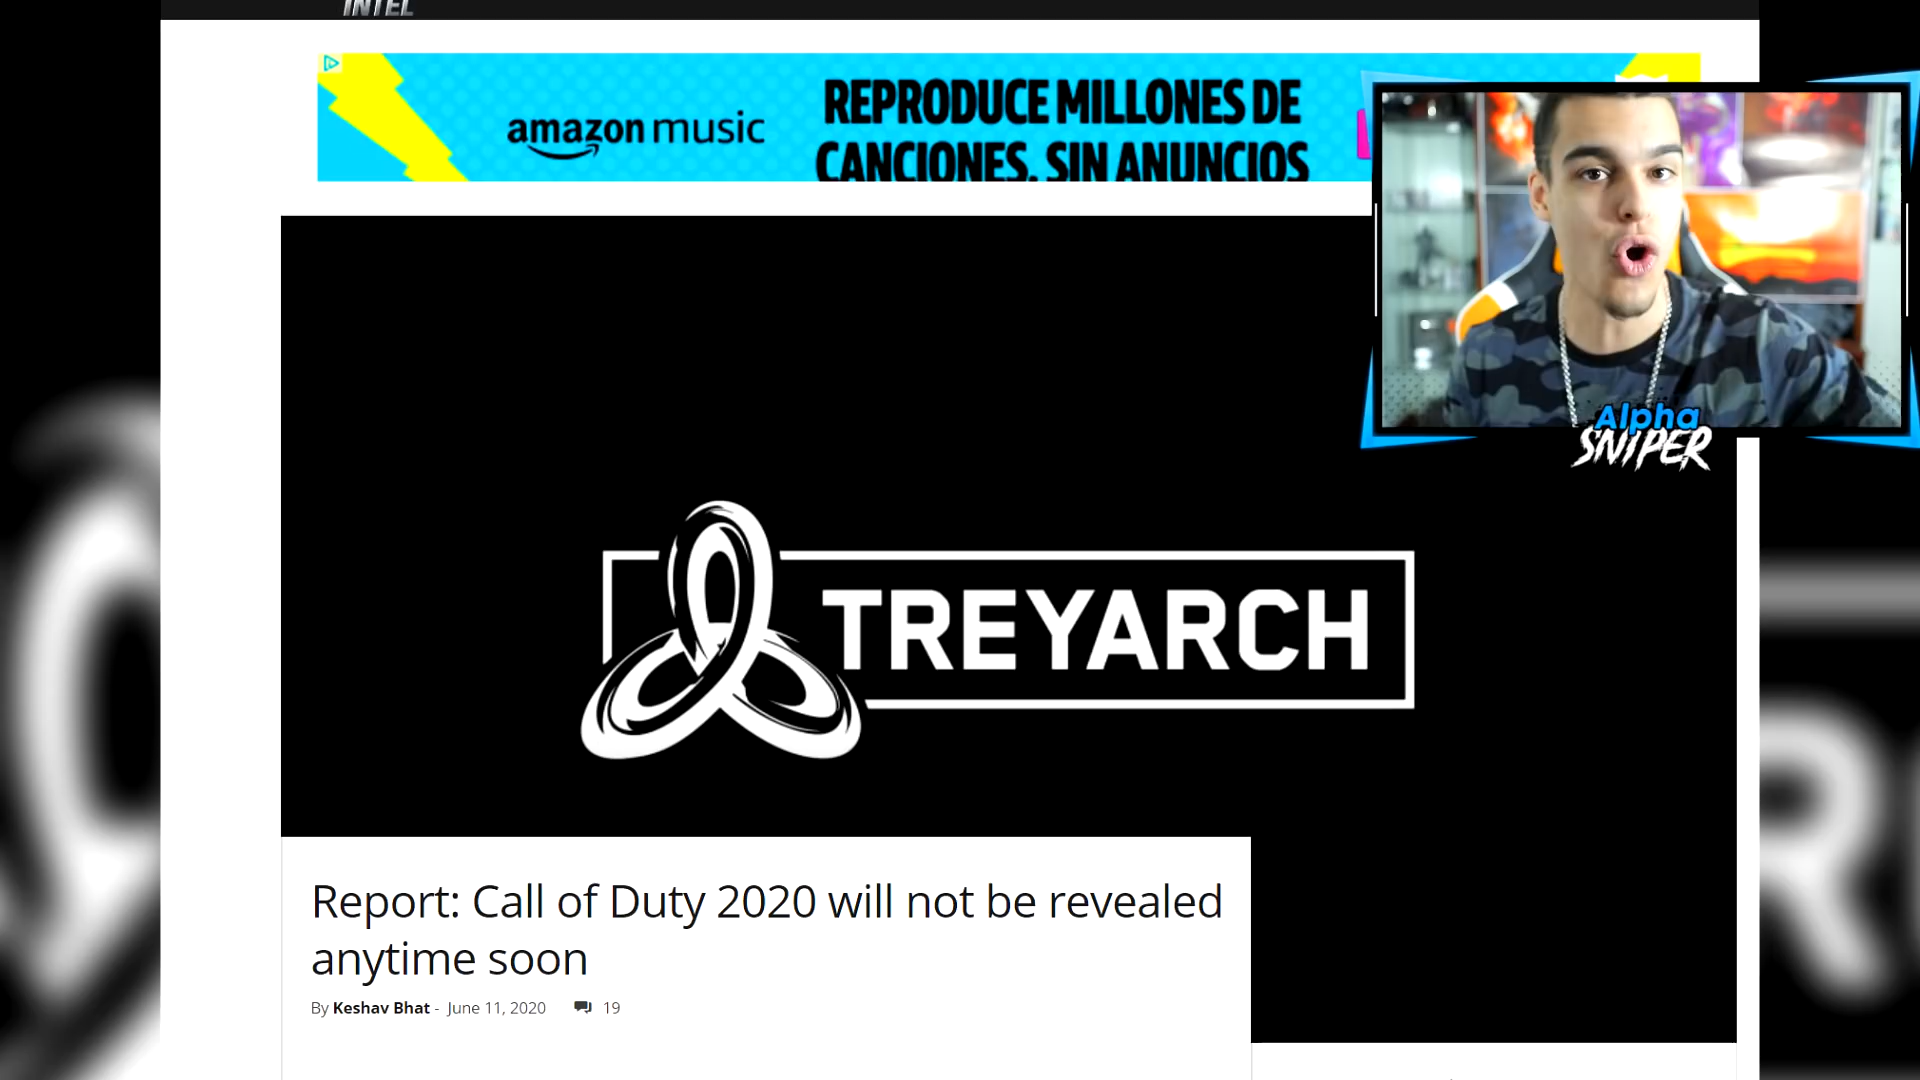 INTEL
amazon music
REPRODUCE MILLONES DE
CANCIONES. SIN ANUNCIOS
Alpha
SNIPER
TREYARCH
Report: Call of Duty 2020 will not be revealed
anytime soon
By Keshav Bhat - June 11, 2020 19